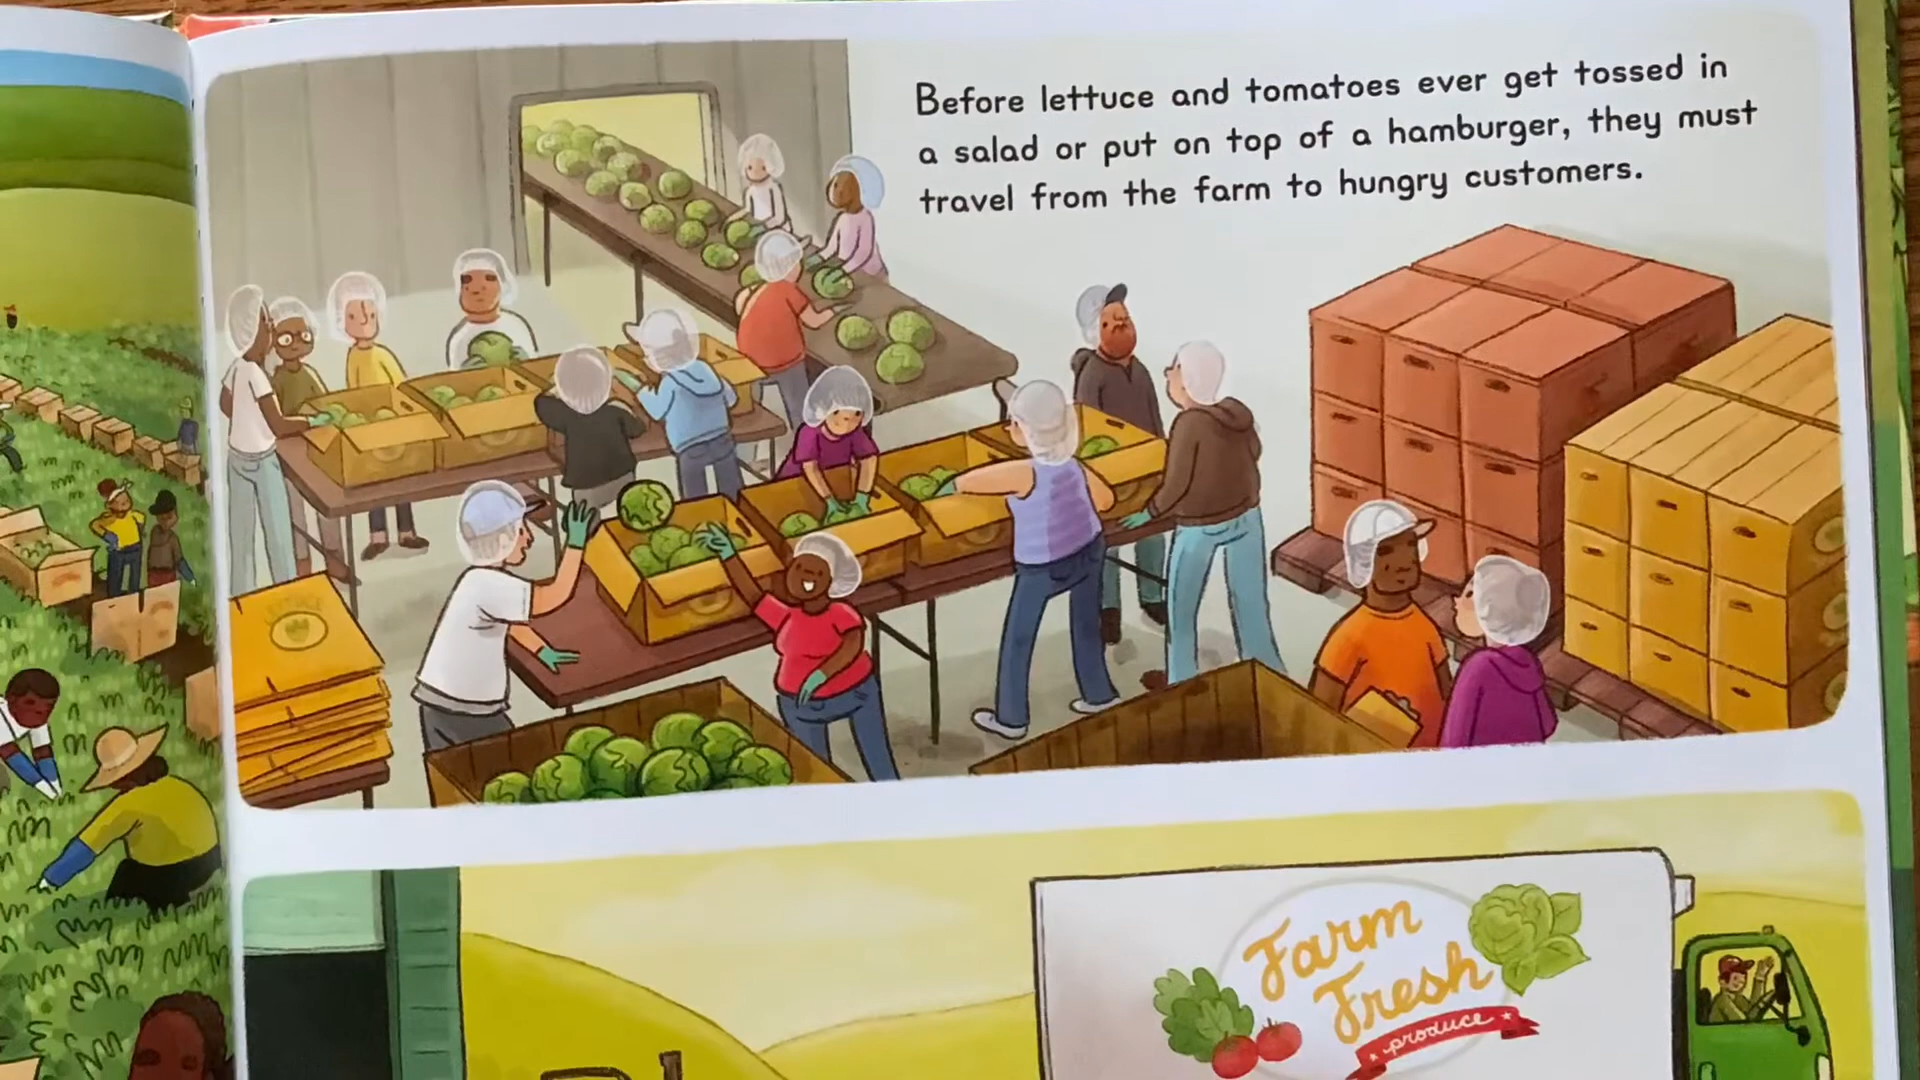 Before lettuce and tomatoes ever get tossed in
a salad or put on top of a hamburger, they must
travel from the farm to hungry customers.
Farm
Fresh
produce